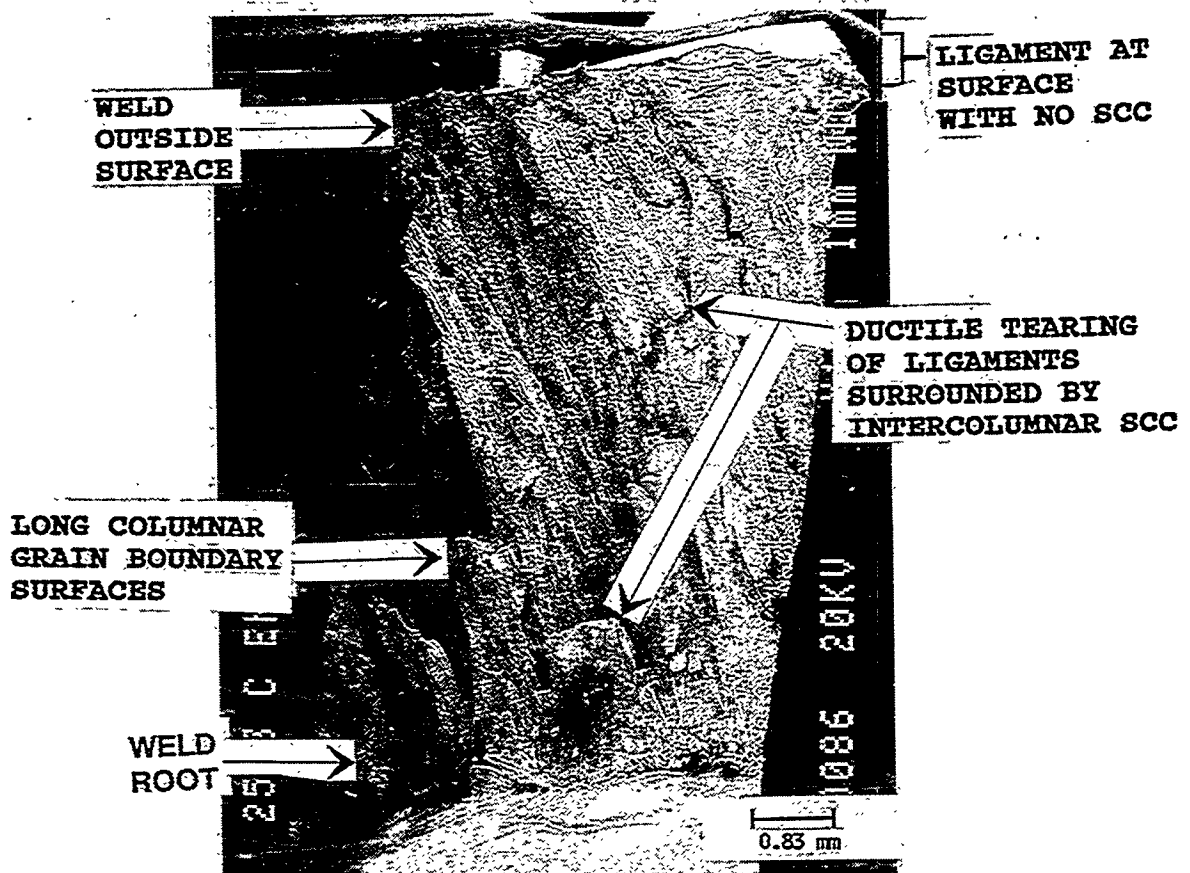 LIGAMENT AT
SURFACE
WITH NO SCC
WELD
OUTSIDE
SURFACE
1mm
DUCTILE TEARING
OF LIGAMENTS
SURROUNDED BY
INTERCOLUMNAR SCC
LONG COLUMNAR
GRAIN BOUNDARY
SURFACES
20KV
1086
WELD
ROOT
0.83 mm